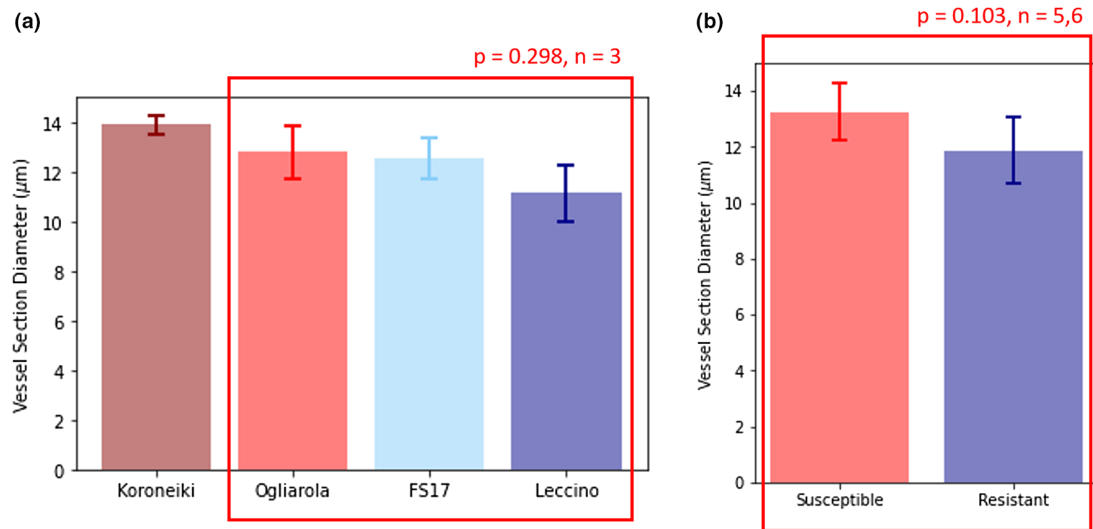 (a)
p = 0.298, n = 3
Vessel Section Diameter (μm)
14
12
10
8
6
4
2
0
Koroneiki Ogliarola FS17 Leccino
(b)
p = 0.103, n = 5,6
Vessel Section Diameter (μm)
14
12
10
8
6
4
2
0
Susceptible Resistant